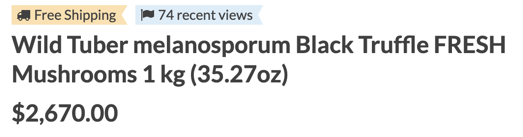 Free Shipping 74 recent views
Wild Tuber melanosporum Black Truffle FRESH
Mushrooms 1 kg (35.27oz)
$2,670.00